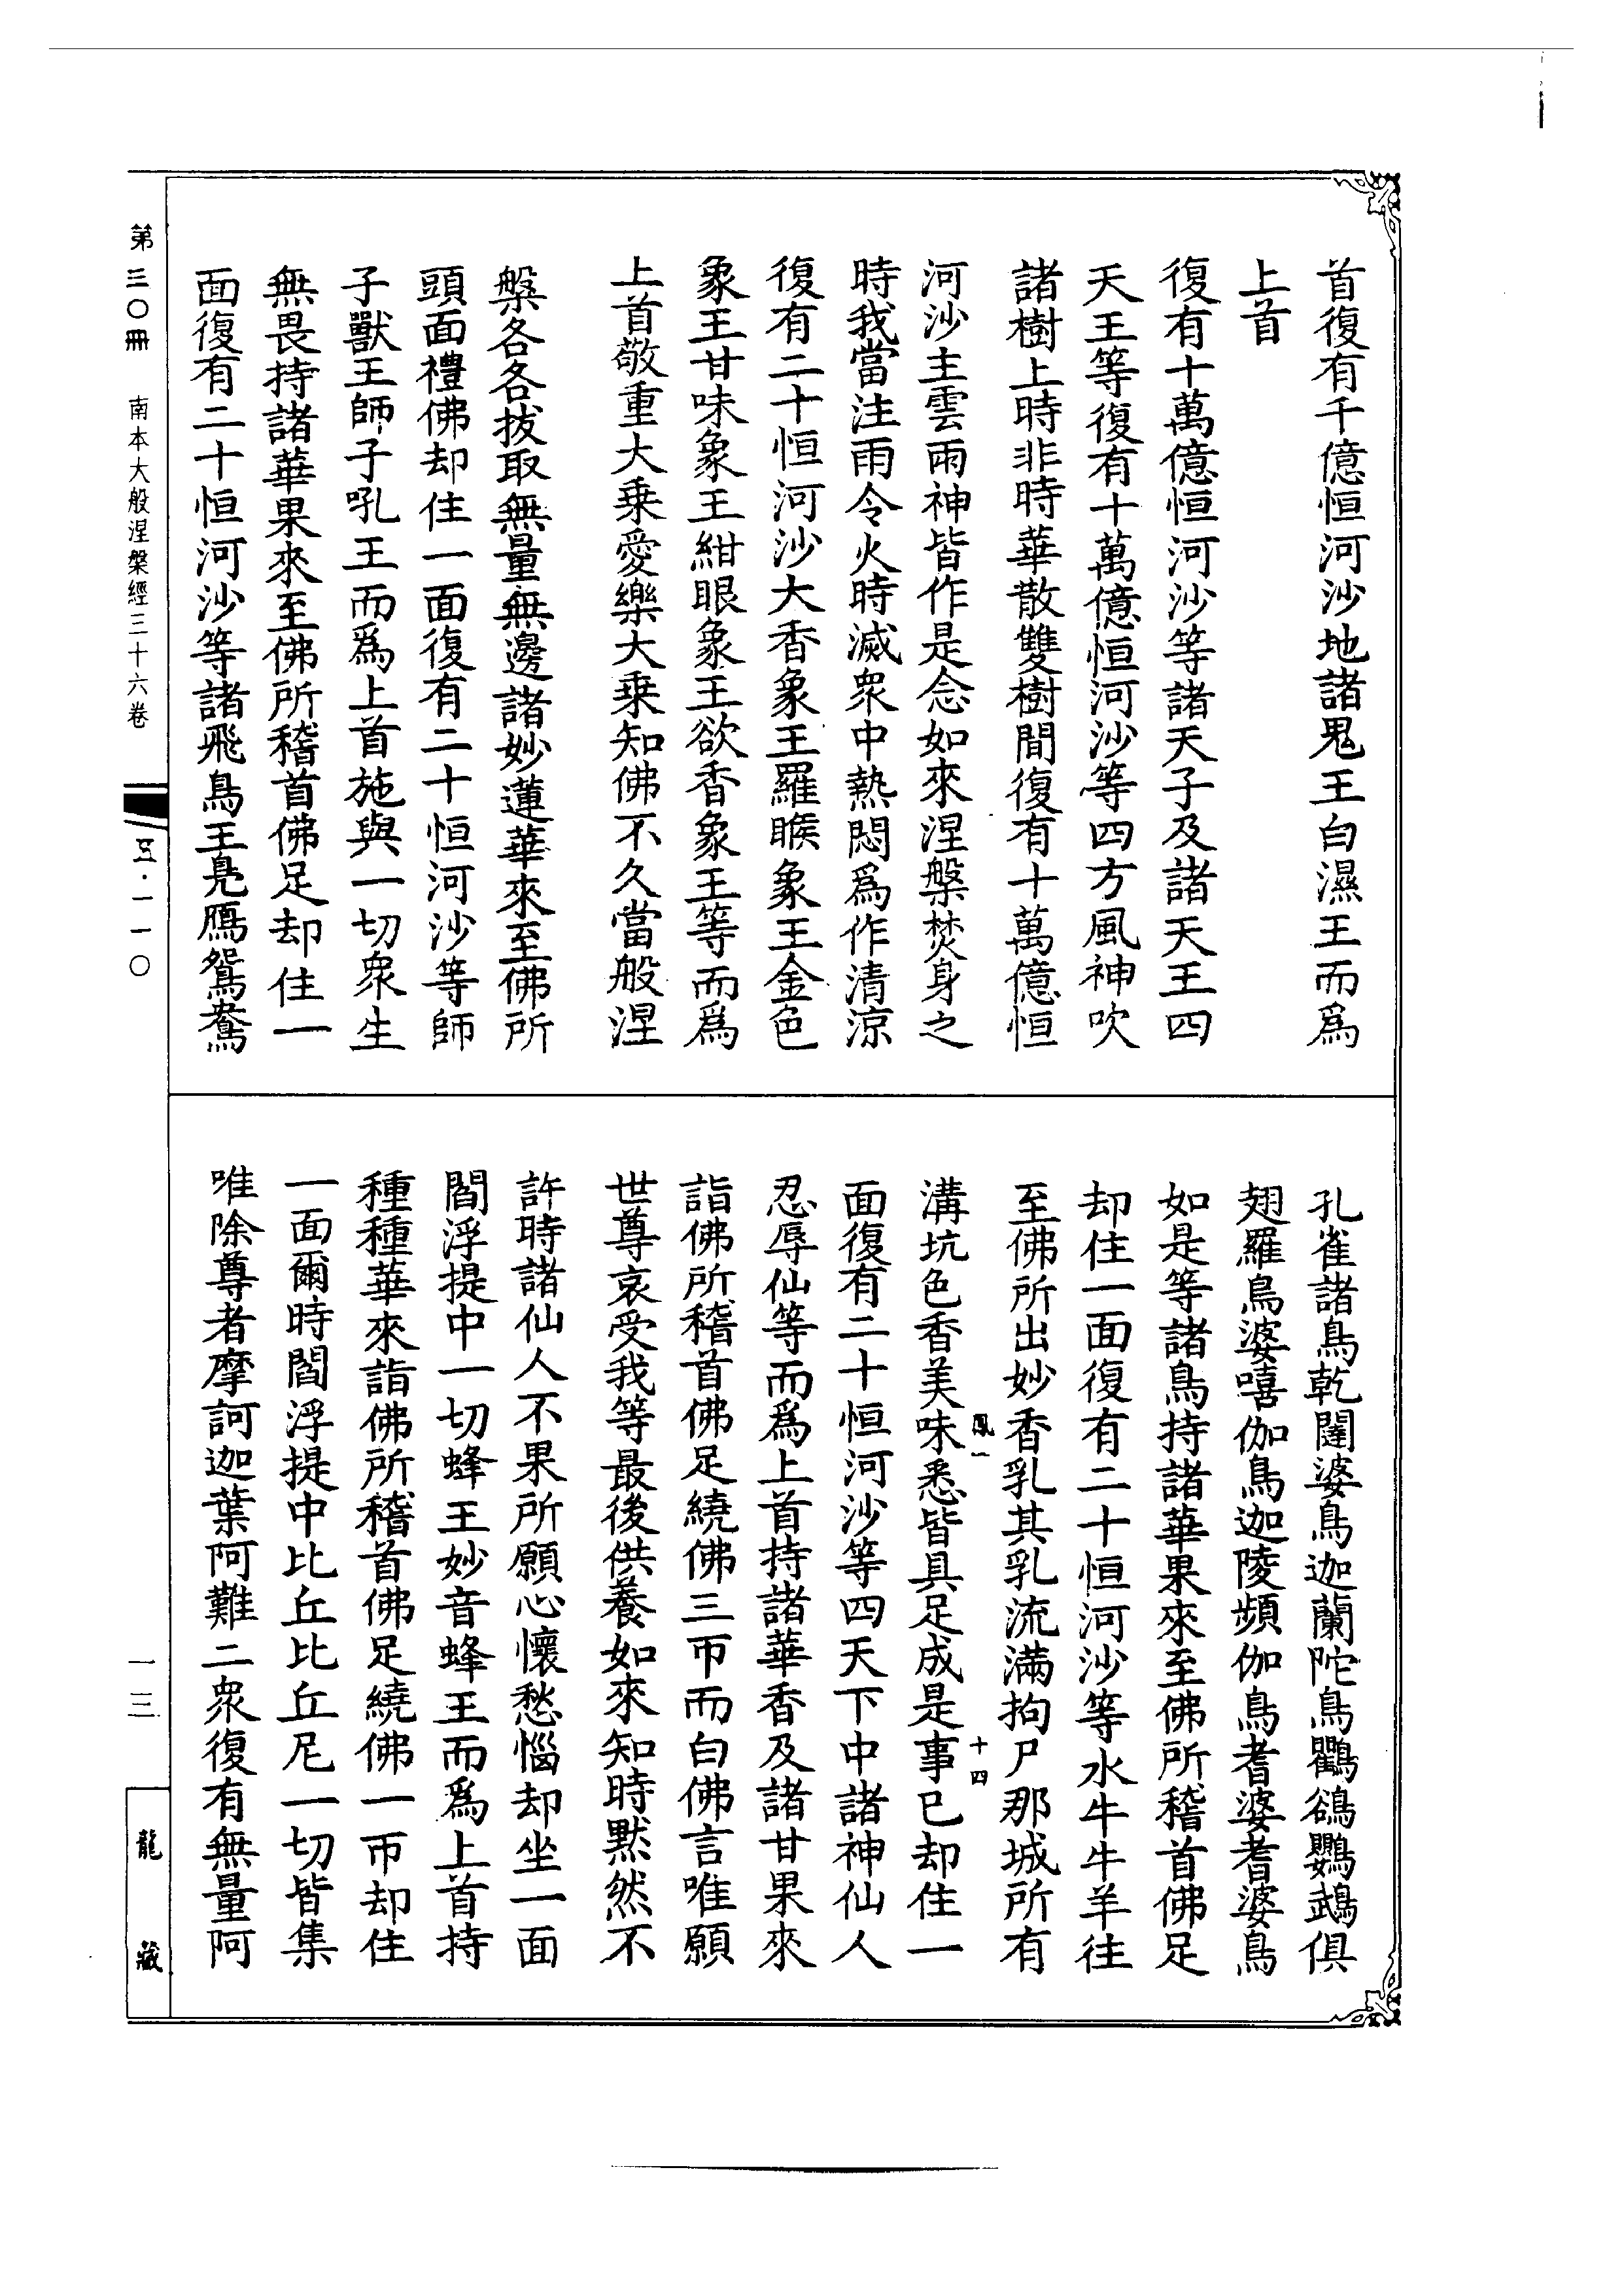 首復有千億恒河沙地諸鬼王白濕王而爲
上首
復有十萬億恒河沙等諸天子及諸天王四
天王等復有十萬億恒河沙等四方風神吹
諸樹上時非時華散雙樹間復有十萬億恒
河沙主雲雨神皆作是念如來涅槃焚身之
時我當注雨令火時滅衆中熱悶爲作清涼
復有二十恒河沙大香象王羅睺象王金色
象王甘味象王紺眼象王欲香象王等而爲
上首敬重大乗愛樂大乗知佛不久當般涅
槃各各拔取無量無邊諸妙蓮華來至佛所
頭面禮佛却住一面復有二十恒河沙等師
子獸王師子吼王而爲上首施與一切衆生
無畏持諸華果來至佛所稽首佛足却住一
面復有二十恒河沙等諸飛鳥王鳧鴈鴛鴦
孔雀諸鳥乾闥婆鳥迦蘭陀鳥鸜鵒鸚鵡俱
翅羅鳥婆嘻伽鳥迦陵頻伽鳥耆婆耆婆鳥
如是等諸鳥持諸華果來至佛所稽首佛足
却住一面復有二十恒河沙等水牛牛羊往
至佛所出妙香乳其乳流滿拘尸那城所有
溝坑色香美味悉皆具足成是事已却住一
鳳一
十四
面復有二十恒河沙等四天下中諸神仙人
忍辱仙等而爲上首持諸華香及諸甘果來
詣佛所稽首佛足繞佛三帀而白佛言唯願
世尊哀受我等最後供養如來知時默然不
許時諸仙人不果所願心懷愁惱却坐一面
閻浮提中一切蜂王妙音蜂王而爲上首持
種種華來詣佛所稽首佛足繞佛一帀却住
一面爾時閻浮提中比丘比丘尼一切皆集
唯除尊者摩訶迦葉阿難二衆復有無量阿
第三〇冊
南本大般涅槃經三十六卷
五·一一〇
一三
龍藏